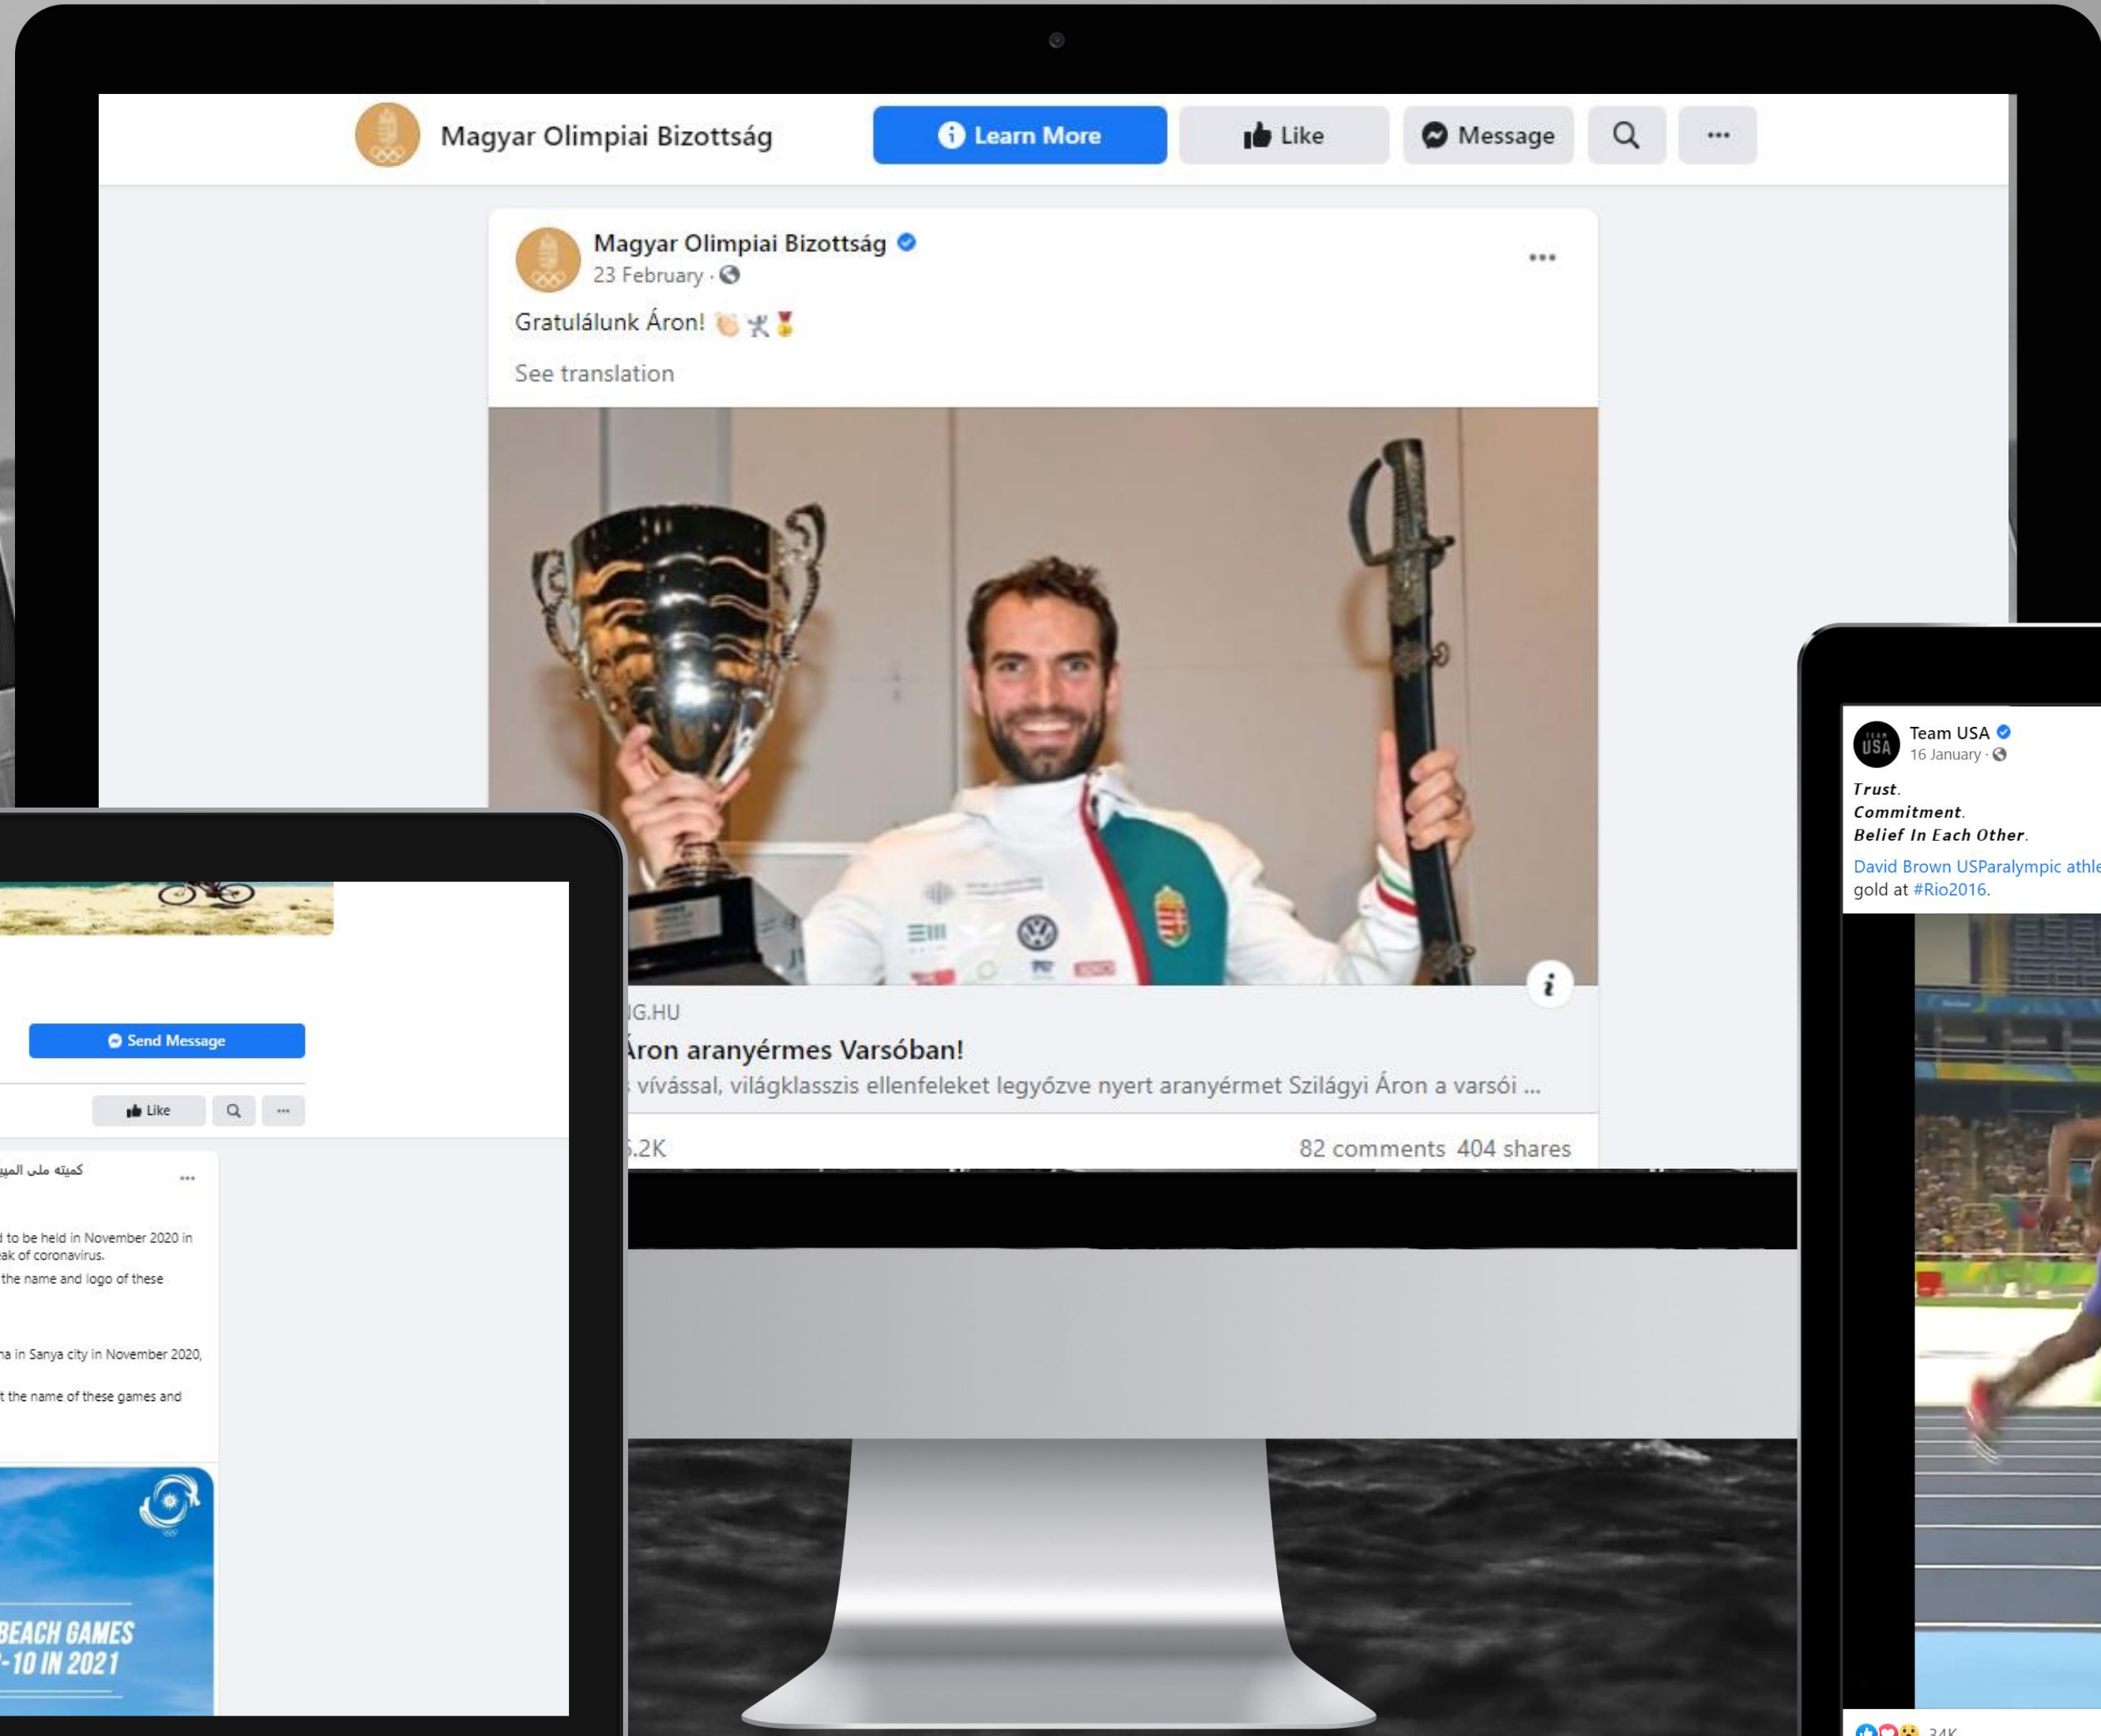 Magyar Olimpiai Bizottság
Learn More
Like
Message
Magyar Olimpiai Bizottság
23 February
Gratulálunk Áron!
See translation
G.HU
Áron aranyérmes Varsóban!
vívással, világklasszis ellenfeleket legyőzve nyert aranyérmet Szilágyi Áron a varsói ...
.2K
82 comments 404 shares
Send Message
Like
کمیته ملی
to be held in November 2020 in
of coronavirus.
the name and logo of these
in Sanya city in November 2020,
the name of these games and
BEACH GAMES
-10 IN 2021
TEAM USA
Team USA
16 January
Trust.
Commitment.
Belief In Each Other.
David Brown USParalympic athle
gold at #Rio2016.
34K